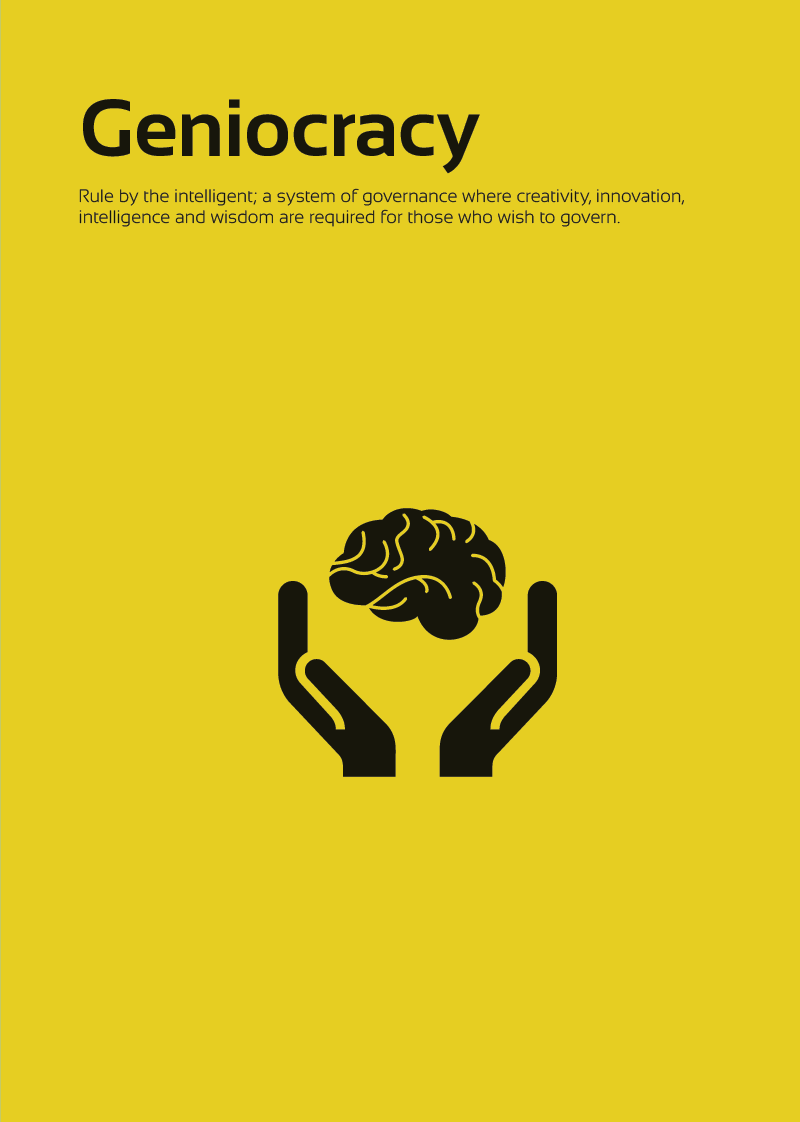 Geniocracy
Rule by the intelligent; a system of governance where creativity, innovation,
intelligence and wisdom are required for those who wish to govern.